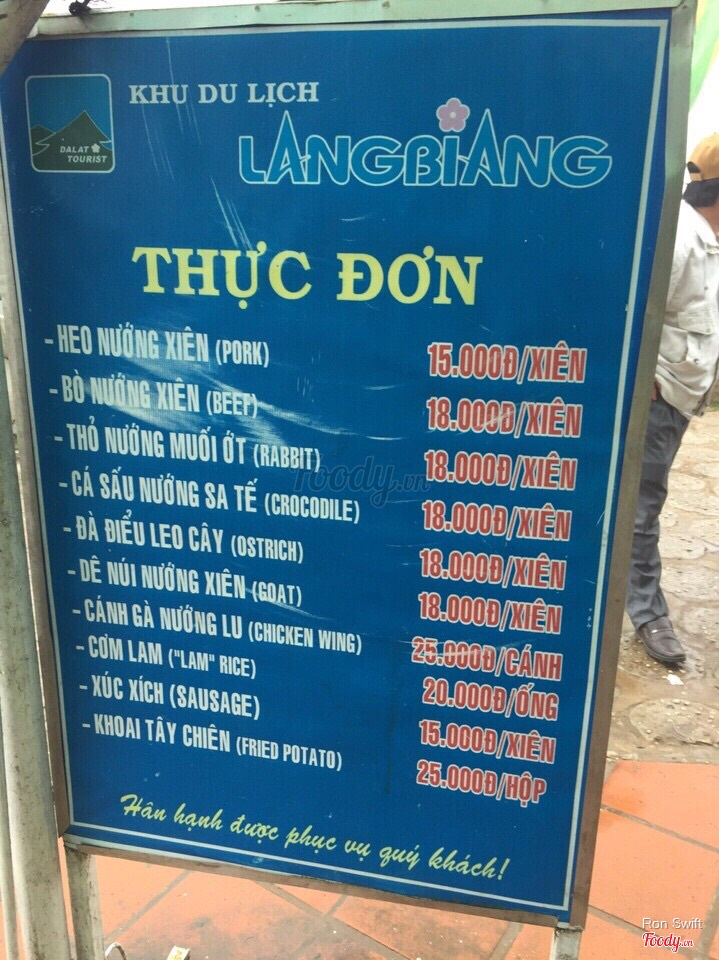 KHU DU LỊCH
LANGBIANG
DALAT
TOURIST
THỰC ĐƠN
- HEO NƯỚNG XIÊN (PORK) 15.000Đ/XIÊN
- BÒ NƯỚNG XIÊN (BEEF) 18.000Đ/XIÊN
- THỎ NƯỚNG MUỐI ỚT (RABBIT) 18.000Đ/XIÊN
- CÁ SẤU NƯỚNG SA TẾ (CROCODILE) 18.000Đ/XIÊN
- ĐÀ ĐIỂU LEO CÂY (OSTRICH) 18.000Đ/XIÊN
- DÊ NÚI NƯỚNG XIÊN (GOAT) 18.000Đ/XIÊN
- CÁNH GÀ NƯỚNG LU (CHICKEN WING) 25.000Đ/CÁNH
- CƠM LAM ("LAM" RICE) 20.000Đ/ỐNG
- XÚC XÍCH (SAUSAGE) 15.000Đ/XIÊN
- KHOAI TÂY CHIÊN (FRIED POTATO) 25.000Đ/HỘP
Hân hạnh được phục vụ quý khách!
Foody.vn
Ron Swift
Foody.vn